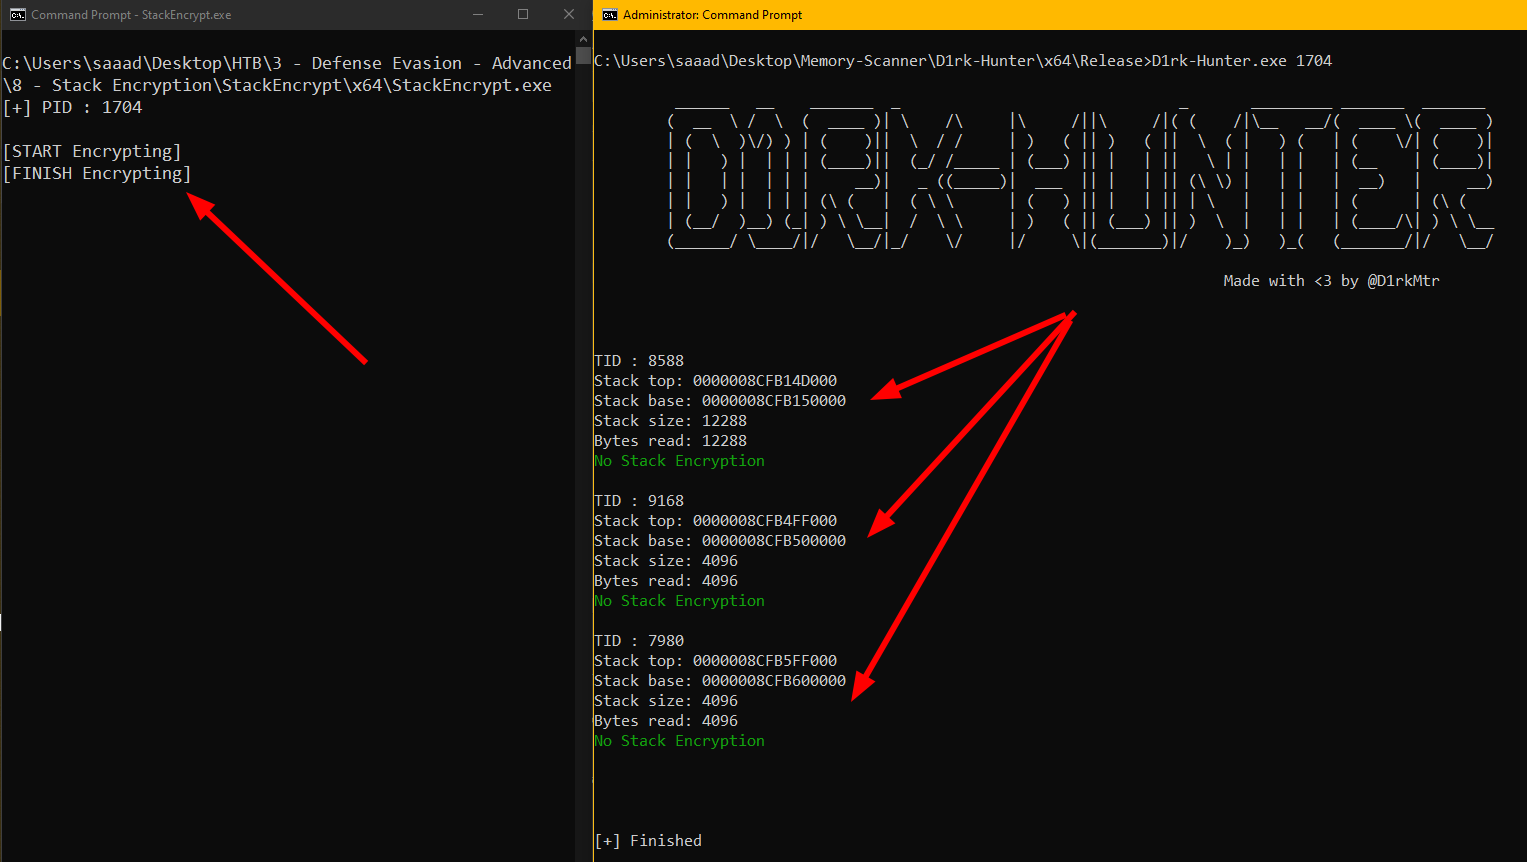 Command Prompt - StackEncrypt.exe
C:\Users\saaad\Desktop\HTB\3 - Defense Evasion - Advanced
\8 - Stack Encryption\StackEncrypt\x64\StackEncrypt.exe
[+] PID : 1704
[START Encrypting]
[FINISH Encrypting]
Administrator: Command Prompt
C:\Users\saaad\Desktop\Memory-Scanner\D1rk-Hunter\x64\Release>D1rk-Hunter.exe 1704
D1RK-HUNTER
Made with <3 by @D1rkMtr
TID : 8588
Stack top: 0000008CFB14D000
Stack base: 0000008CFB150000
Stack size: 12288
Bytes read: 12288
No Stack Encryption
TID : 9168
Stack top: 0000008CFB4FF000
Stack base: 0000008CFB500000
Stack size: 4096
Bytes read: 4096
No Stack Encryption
TID : 7980
Stack top: 0000008CFB5FF000
Stack base: 0000008CFB600000
Stack size: 4096
Bytes read: 4096
No Stack Encryption
[+] Finished